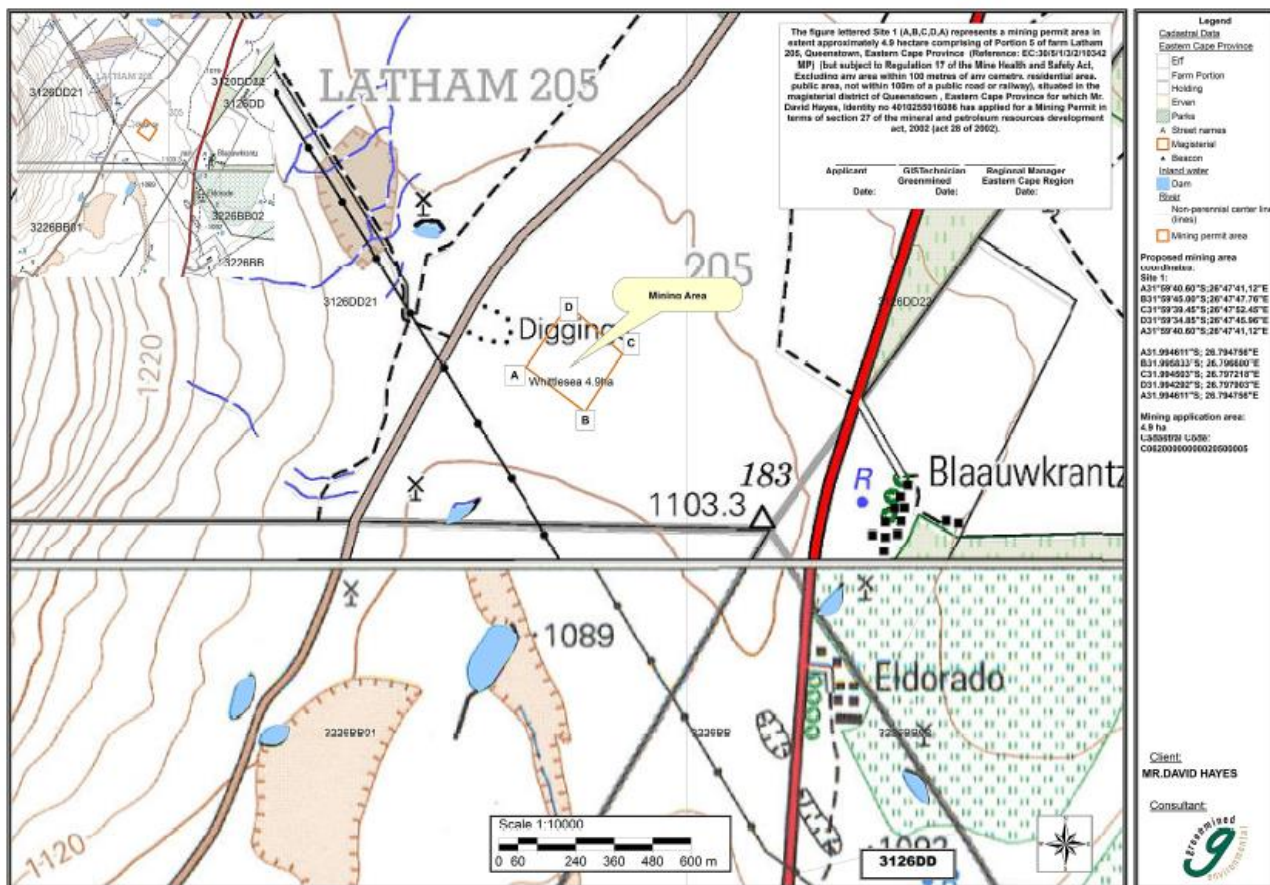 The figure lettered Site 1 (A,B,C,D,A) represents a mining permit area in
extent approximately 4.9 hectare comprising of Portion 5 of farm Latham
205, Queenstown, Eastern Cape Province (Reference: EC:30/5/1/3/2/10342
MP) (but subject to Regulation 17 of the Mine Health and Safety Act,
Excluding any area within 100 metres of any cemetry, residential area,
public area, not within 100m of a public road or railway), situated in the
magisterial district of Queenstown , Eastern Cape Province for which Mr.
David Hayes, Identity no 4010255016086 has applied for a Mining Permit in
terms of section 27 of the mineral and petroleum resources development
act, 2002 (act 28 of 2002).
Applicant GISTechnician Regional Manager
Greenmined Eastern Cape Region
Date: Date: Date:
LATHAM 205
3126DD21
3126DD22
3126DD
205
1103.3
Blaauwkrantz
1089
Eldorado
3226BB01
3226BB02
3226BB
LATHAM 205
205
3126DD21
3126DD22
Mining Area
D
Digging
C
A
Whittlesea 4.9ha
B
1220
183
1103.3
R
Blaauwkrantz
1089
Eldorado
3226BB01
3226BB
1120
Scale 1:10000
0 60 240 360 480 600 m
3126DD
Legend
Cadastral Data
Eastern Cape Province
Erf
Farm Portion
Holding
Erven
Parks
A Street names
Magisterial
Beacon
Inland water
Dam
River
Non-perennial center line
(lines)
Mining permit area
Proposed mining area
coordinates:
Site 1:
A31°59'40.60"S;26°47'41,12"E
B31°59'45.00"S;26°47'47.76"E
C31°59'39.45"S;26°47'52.45"E
D31°59'34.85"S;26°47'45.96"E
A31°59'40.60"S;26°47'41,12"E
A31.994611"S; 26.794756"E
B31.995833"S; 26.796600"E
C31.994503"S; 26.797218"E
D31.994292"S; 26.797903"E
A31.994611"S; 26.794756"E
Mining application area:
4.9 ha
Cadastral Code:
C06200000000020500005
Client:
MR.DAVID HAYES
Consultant:
greenmined
environmental